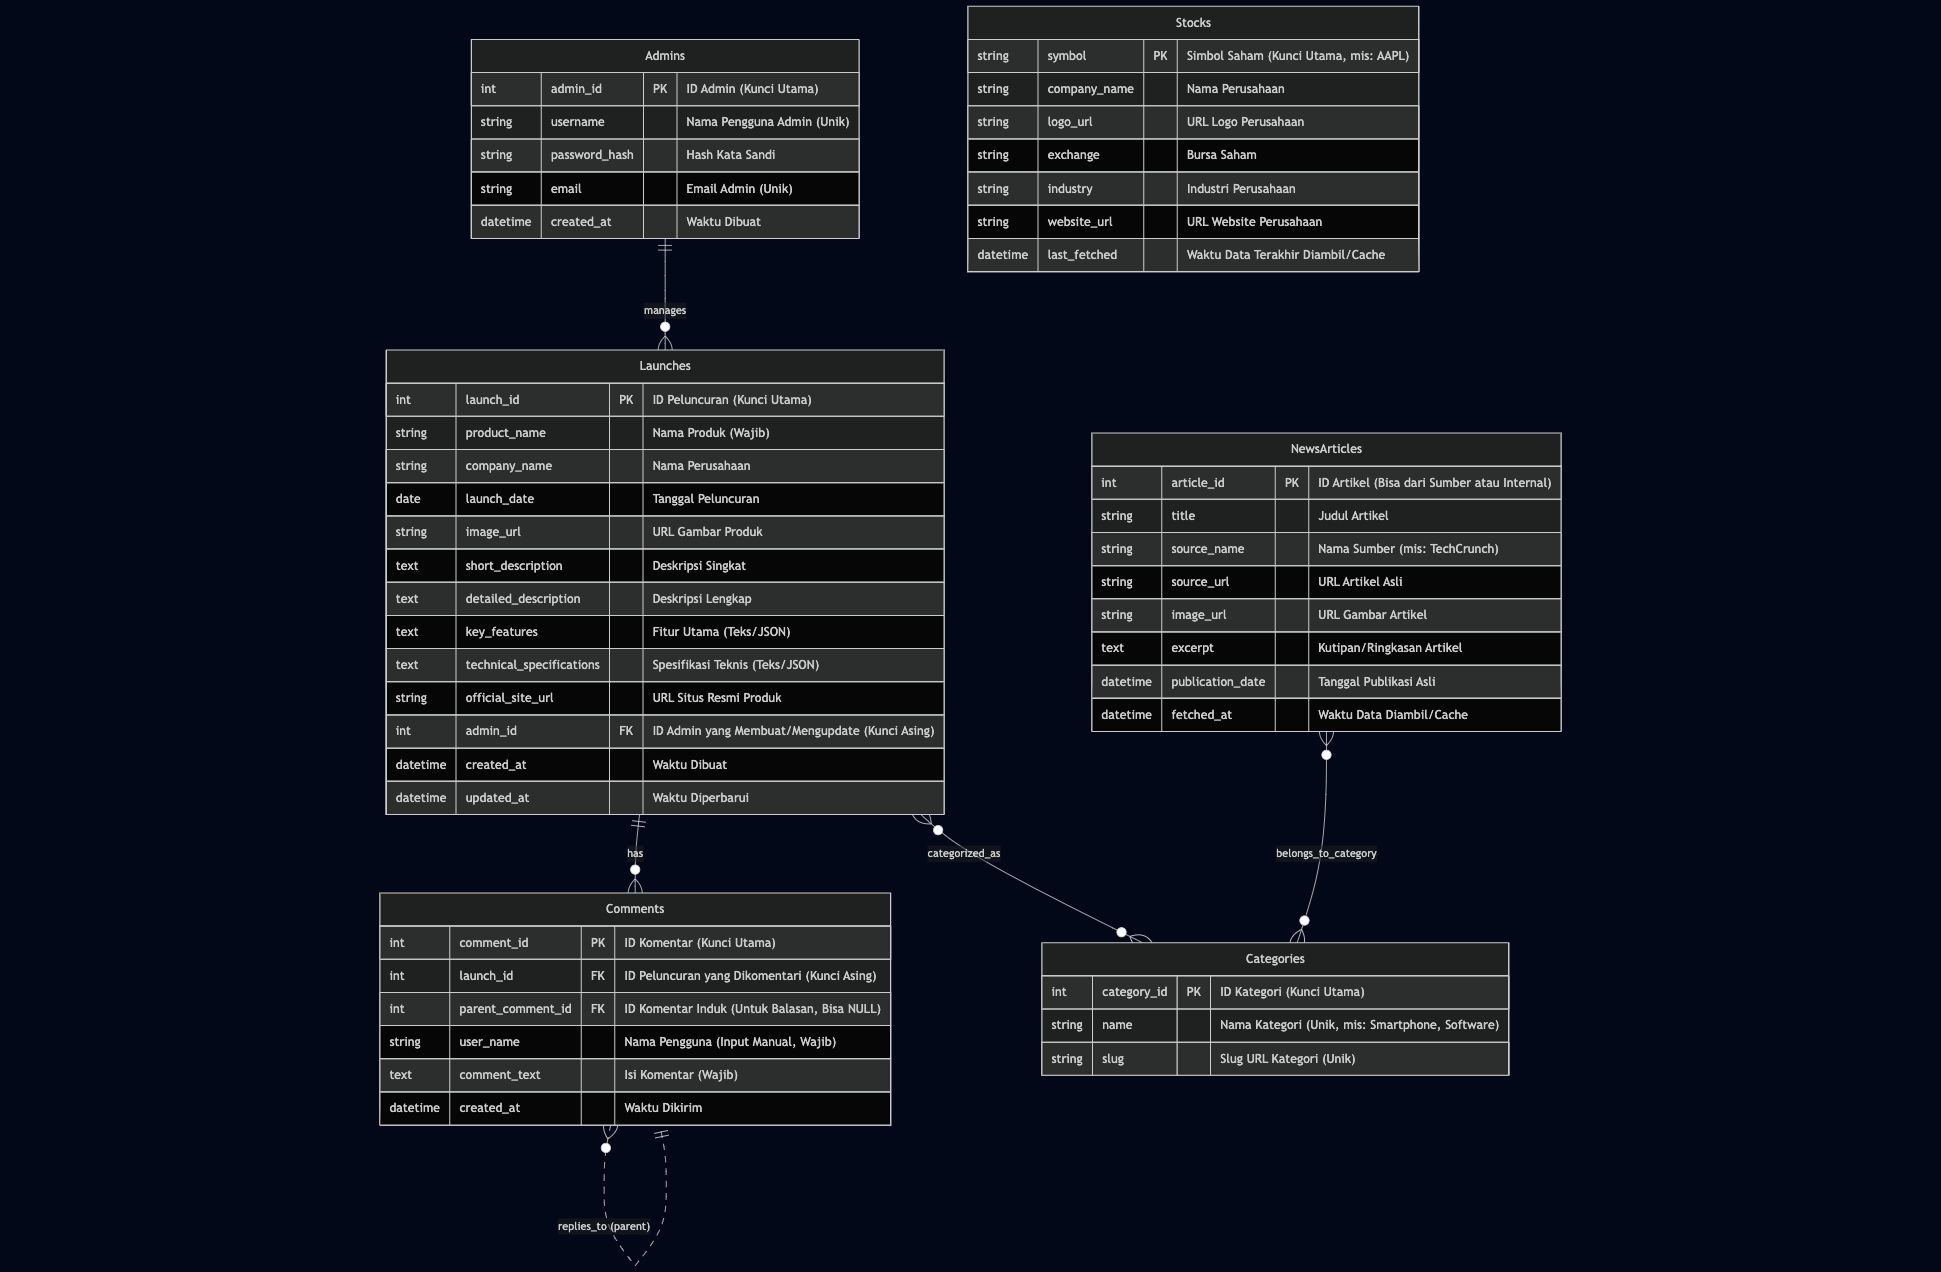 Admins
int admin_id PK ID Admin (Kunci Utama)
string username Nama Pengguna Admin (Unik)
string password_hash Hash Kata Sandi
string email Email Admin (Unik)
datetime created_at Waktu Dibuat
Stocks
string symbol PK Simbol Saham (Kunci Utama, mis: AAPL)
string company_name Nama Perusahaan
string logo_url URL Logo Perusahaan
string exchange Bursa Saham
string industry Industri Perusahaan
string website_url URL Website Perusahaan
datetime last_fetched Waktu Data Terakhir Diambil/Cache
manages
Launches
int launch_id PK ID Peluncuran (Kunci Utama)
string product_name Nama Produk (Wajib)
string company_name Nama Perusahaan
date launch_date Tanggal Peluncuran
string image_url URL Gambar Produk
text short_description Deskripsi Singkat
text detailed_description Deskripsi Lengkap
text key_features Fitur Utama (Teks/JSON)
text technical_specifications Spesifikasi Teknis (Teks/JSON)
string official_site_url URL Situs Resmi Produk
int admin_id FK ID Admin yang Membuat/Mengupdate (Kunci Asing)
datetime created_at Waktu Dibuat
datetime updated_at Waktu Diperbarui
NewsArticles
int article_id PK ID Artikel (Bisa dari Sumber atau Internal)
string title Judul Artikel
string source_name Nama Sumber (mis: TechCrunch)
string source_url URL Artikel Asli
string image_url URL Gambar Artikel
text excerpt Kutipan/Ringkasan Artikel
datetime publication_date Tanggal Publikasi Asli
datetime fetched_at Waktu Data Diambil/Cache
has
categorized_as
belongs_to_category
Comments
int comment_id PK ID Komentar (Kunci Utama)
int launch_id FK ID Peluncuran yang Dikomentari (Kunci Asing)
int parent_comment_id FK ID Komentar Induk (Untuk Balasan, Bisa NULL)
string user_name Nama Pengguna (Input Manual, Wajib)
text comment_text Isi Komentar (Wajib)
datetime created_at Waktu Dikirim
Categories
int category_id PK ID Kategori (Kunci Utama)
string name Nama Kategori (Unik, mis: Smartphone, Software)
string slug Slug URL Kategori (Unik)
replies_to (parent)